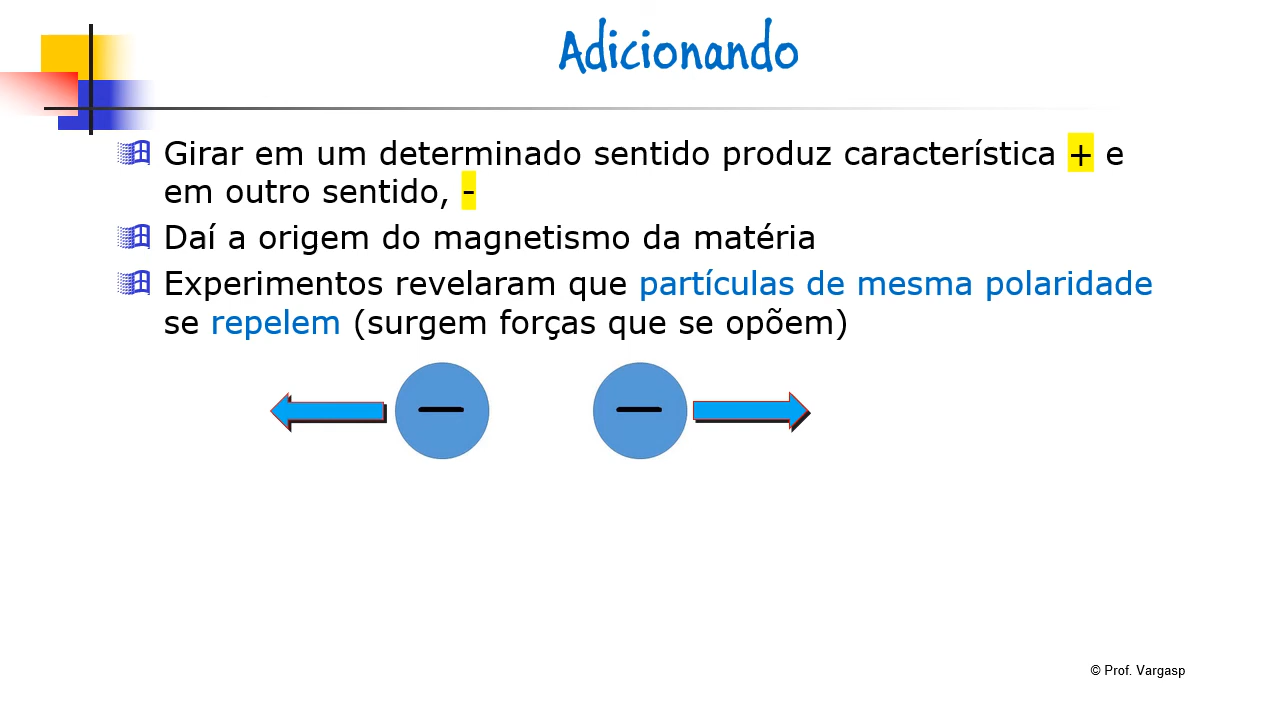 Adicionando
Girar em um determinado sentido produz característica + e
em outro sentido, -
Daí a origem do magnetismo da matéria
Experimentos revelaram que partículas de mesma polaridade
se repelem (surgem forças que se opõem)
— —
© Prof. Vargasp